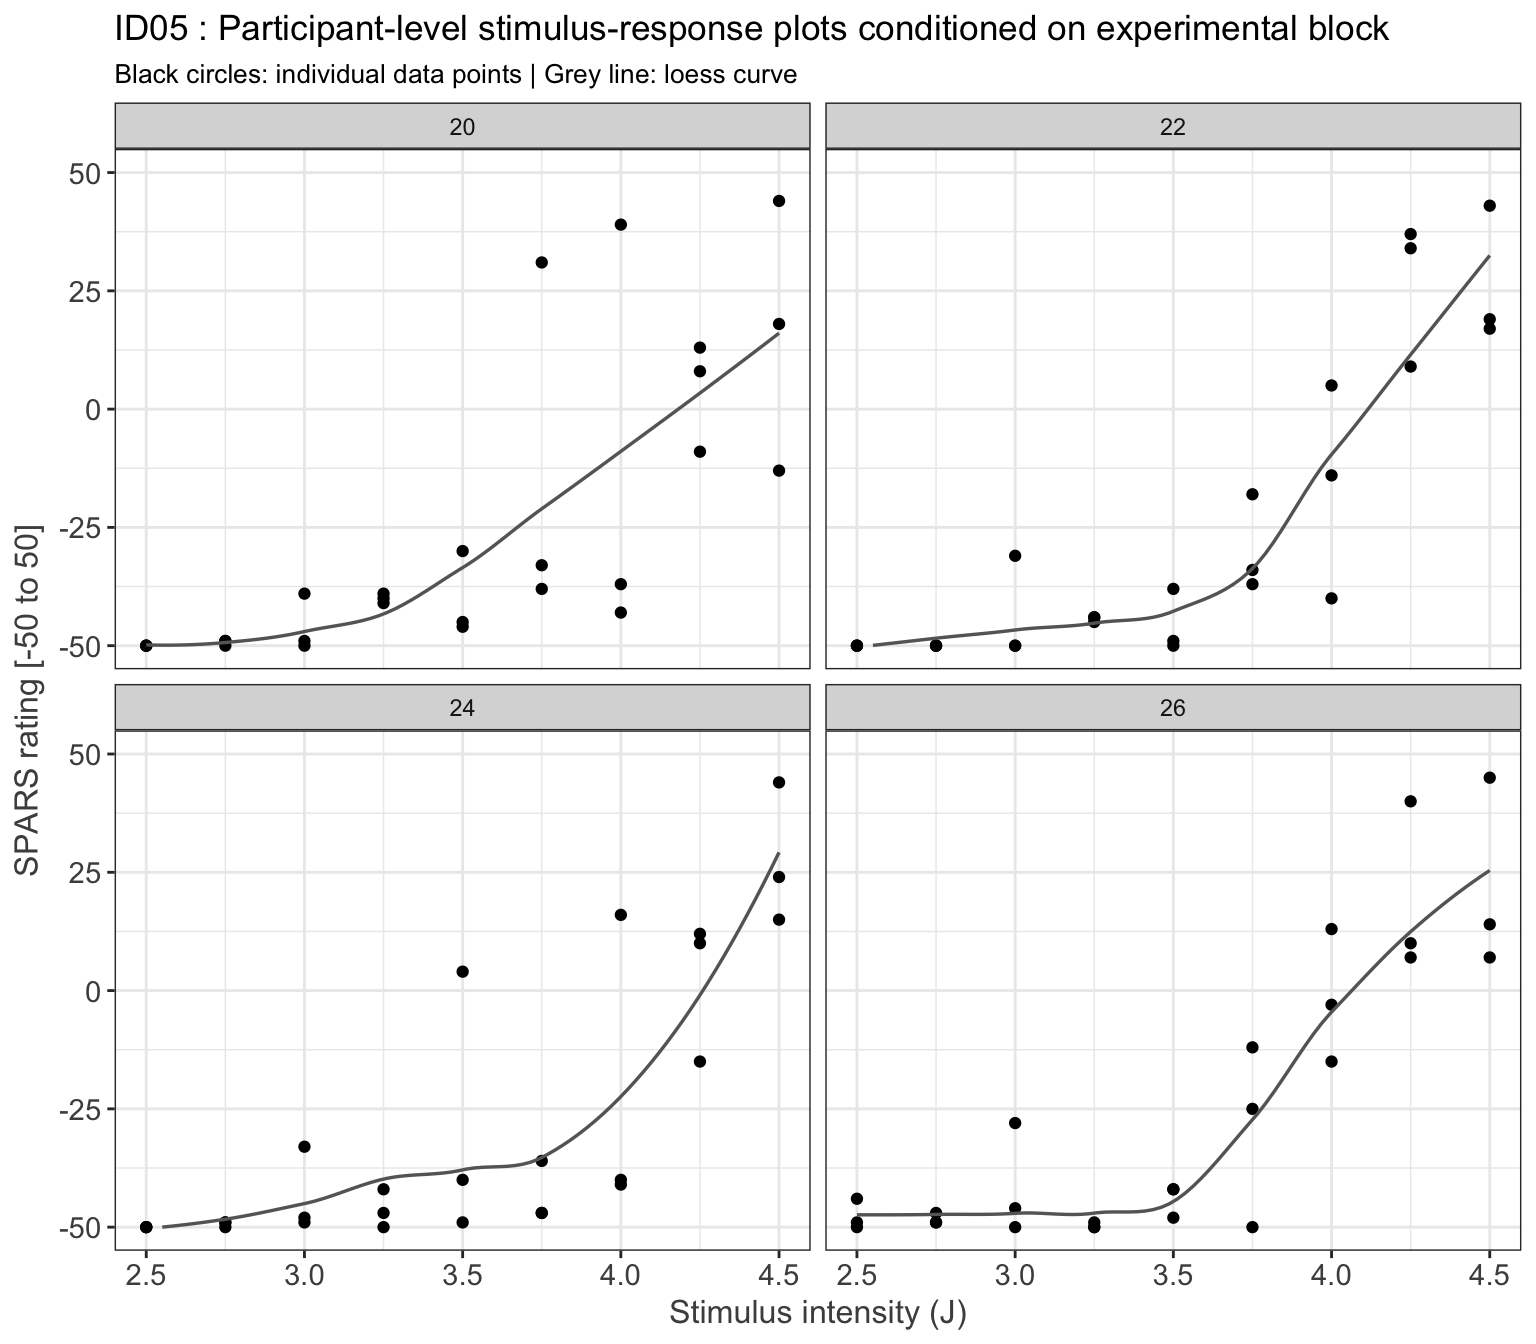 ID05 : Participant-level stimulus-response plots conditioned on experimental block
Black circles: individual data points | Grey line: loess curve
20
22
50
25
0
-25
-50
24
26
50
25
0
-25
-50
SPARS rating [-50 to 50]
2.5 3.0 3.5 4.0 4.5
2.5 3.0 3.5 4.0 4.5
Stimulus intensity (J)